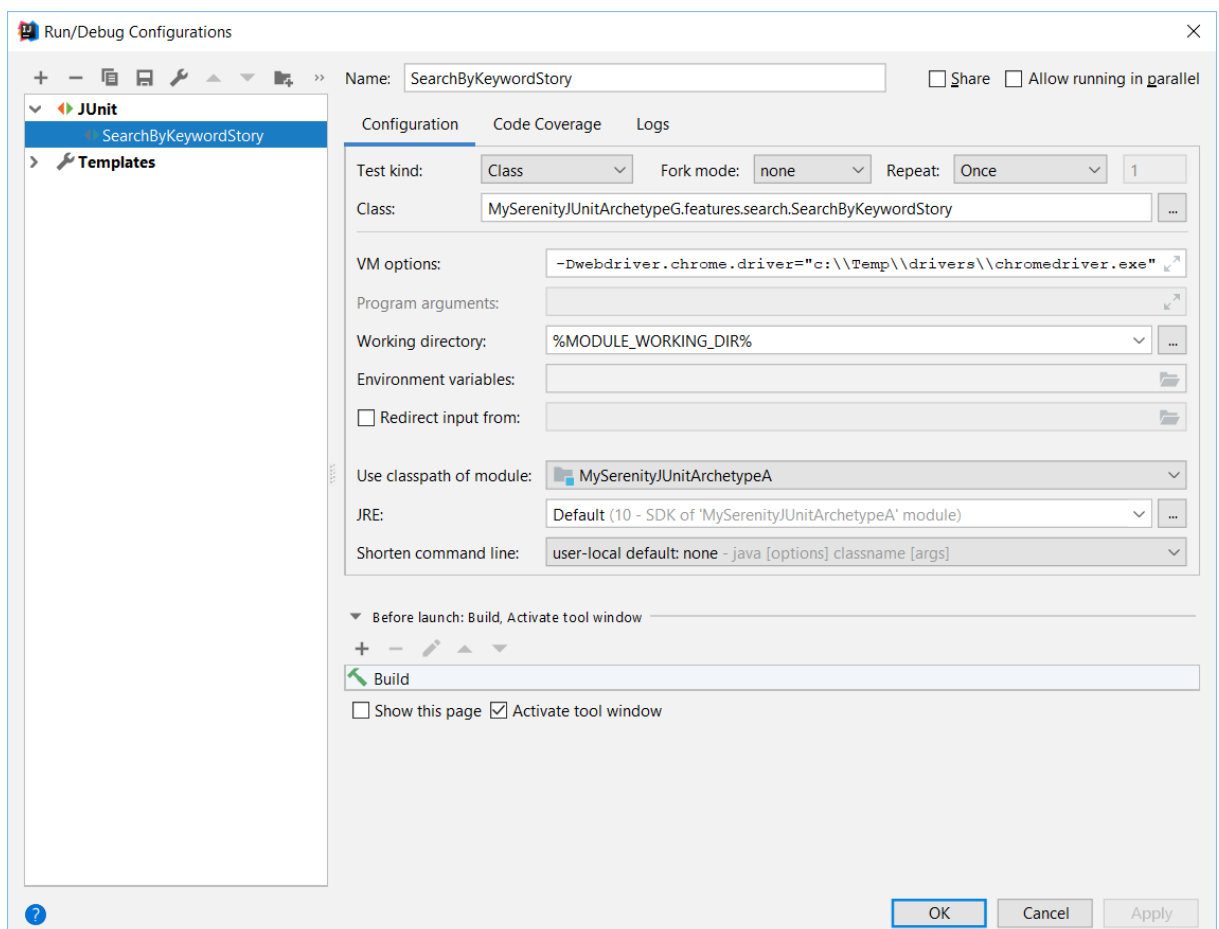 Run/Debug Configurations
Name: SearchByKeywordStory Share Allow running in parallel
JUnit
SearchByKeywordStory
Templates
Configuration Code Coverage Logs
Test kind: Class Fork mode: none Repeat: Once 1
Class: MySerenityJUnitArchetypeG.features.search.SearchByKeywordStory ...
VM options: -Dwebdriver.chrome.driver="c:\\Temp\\drivers\\chromedriver.exe"
Program arguments:
Working directory: %MODULE_WORKING_DIR% ...
Environment variables:
Redirect input from:
Use classpath of module: MySerenityJUnitArchetypeA
JRE: Default (10 - SDK of 'MySerenityJUnitArchetypeA' module) ...
Shorten command line: user-local default: none - java [options] classname [args]
Before launch: Build, Activate tool window
Build
Show this page Activate tool window
? OK Cancel Apply